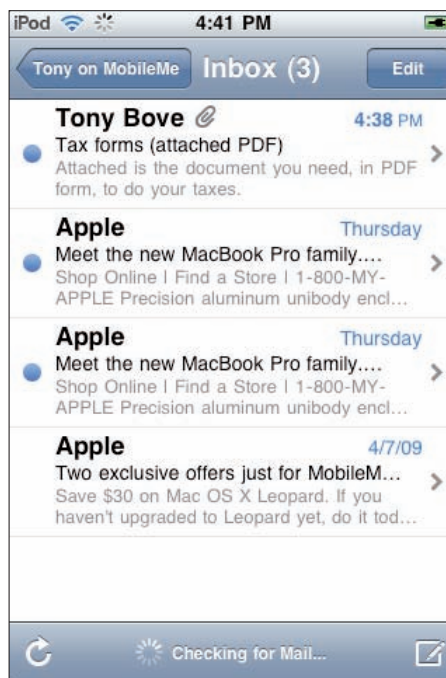 iPod 4:41 PM
Tony on MobileMe Inbox (3) Edit
Tony Bove 4:38 PM
Tax forms (attached PDF)
Attached is the document you need, in PDF
form, to do your taxes.
Apple Thursday
Meet the new MacBook Pro family....
Shop Online | Find a Store | 1-800-MY-
APPLE Precision aluminum unibody encl...
Apple Thursday
Meet the new MacBook Pro family....
Shop Online | Find a Store | 1-800-MY-
APPLE Precision aluminum unibody encl...
Apple 4/7/09
Two exclusive offers just for MobileM...
Save $30 on Mac OS X Leopard. If you
haven't upgraded to Leopard yet, do it tod...
Checking for Mail...